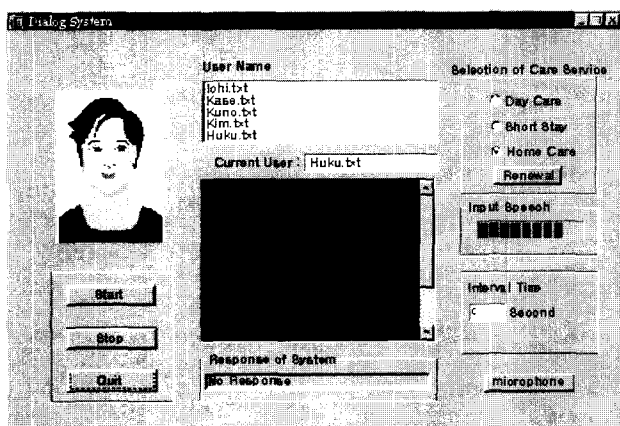 Dialog System
User Name
Iohi.txt
Kase.txt
Kuno.txt
Kim.txt
Huku.txt
Current User : Huku.txt
Selection of Care Service
Day Care
Short Stay
Home Care
Renewal
Input Speech
Interval Time
Second
Start
Stop
Quit
Response of System
No Response
microphone